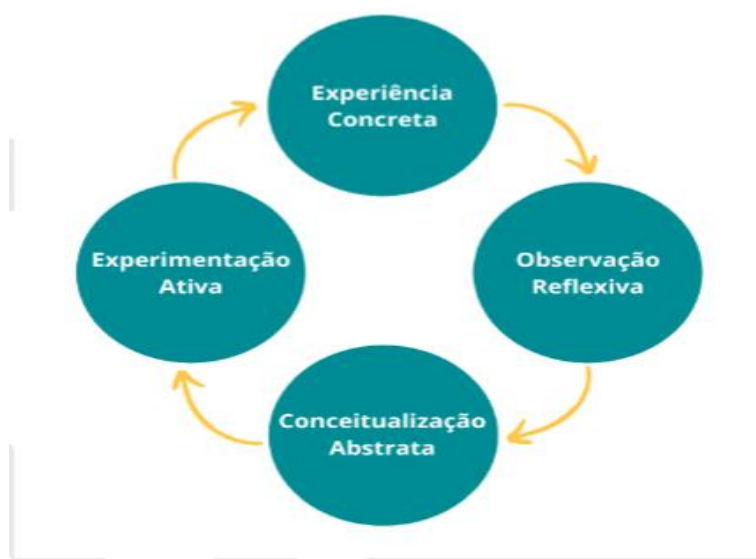 Experiência
Concreta
Observação
Reflexiva
Conceitualização
Abstrata
Experimentação
Ativa